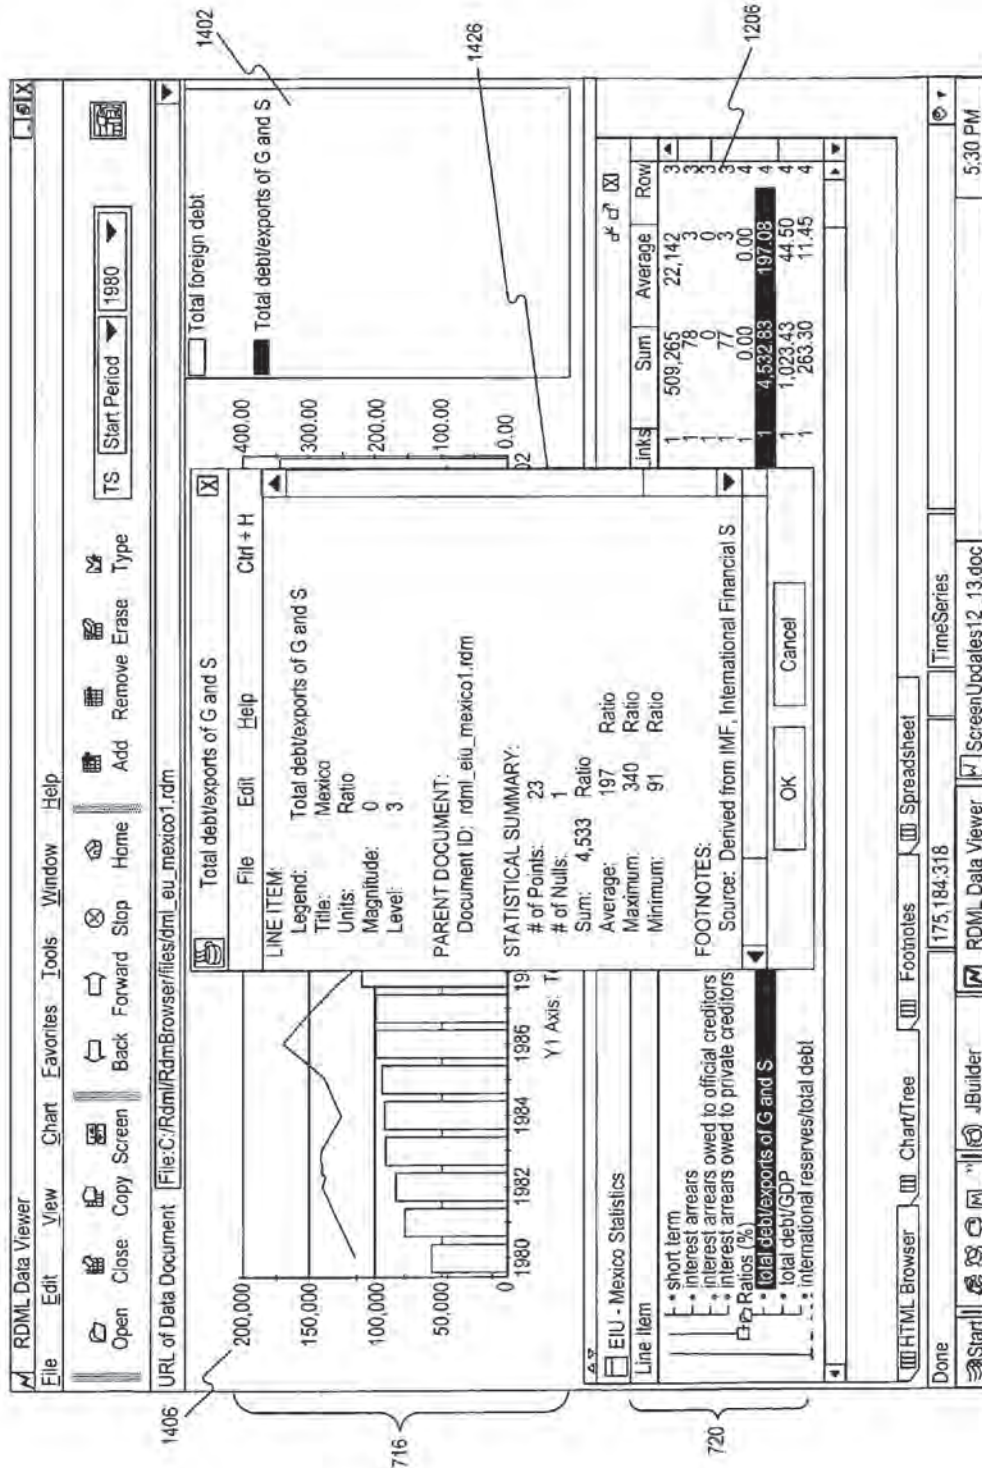 RDML Data Viewer
File Edit View Chart Favorites Tools Window Help
Open Close Copy Screen Back Forward Stop Home Add Remove Erase Type TS Start Period 1980
URL of Data Document File:C:/Rdml/RdmBrowser/files/dml_eu_mexico1.rdm
1406
716
200,000
150,000
100,000
50,000
0
1980 1982 1984 1986 19
Y1 Axis:
400.00
300.00
200.00
100.00
0.00
02
Total foreign debt
Total debt/exports of G and S
1402
1426
Total debt/exports of G and S X
File Edit Help Ctrl + H
LINE ITEM:
Legend: Total debt/exports of G and S
Title: Mexico
Units: Ratio
Magnitude: 0
Level: 3
PARENT DOCUMENT:
Document ID: rdml_eiu_mexico1.rdm
STATISTICAL SUMMARY:
# of Points: 23
# of Nulls: 1
Sum: 4,533 Ratio
Average: 197 Ratio
Maximum: 340 Ratio
Minimum: 91 Ratio
FOOTNOTES:
Source: Derived from IMF, International Financial S
OK Cancel
EIU - Mexico Statistics
Line Item inks Sum Average Row
short term 1 509,265 22,142 3
interest arrears 1 78 3 3
interest arrears owed to official creditors 1 0 0 3
interest arrears owed to private creditors 1 77 3 3
Ratios (%) 1 0.00 0.00 4
total debt/exports of G and S 1 4,532.83 197.08 4
total debt/GDP 1 1,023.43 44.50 4
international reserves/total debt 1 263.30 11.45 4
720
1206
HTML Browser Chart/Tree Footnotes Spreadsheet
Done 175,184:318 TimeSeries
Start JBuilder RDML Data Viewer ScreenUpdates12_13.doc 5:30 PM